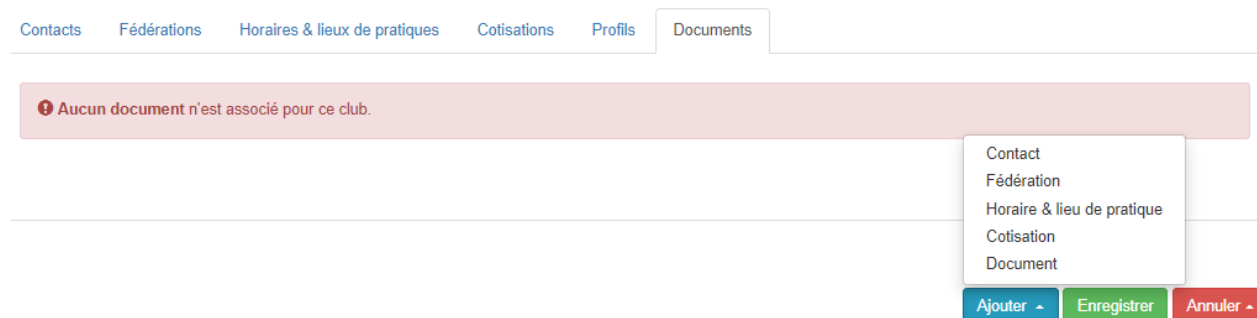 Contacts Fédérations Horaires & lieux de pratiques Cotisations Profils Documents
Aucun document n'est associé pour ce club.
Contact
Fédération
Horaire & lieu de pratique
Cotisation
Document
Ajouter Enregistrer Annuler